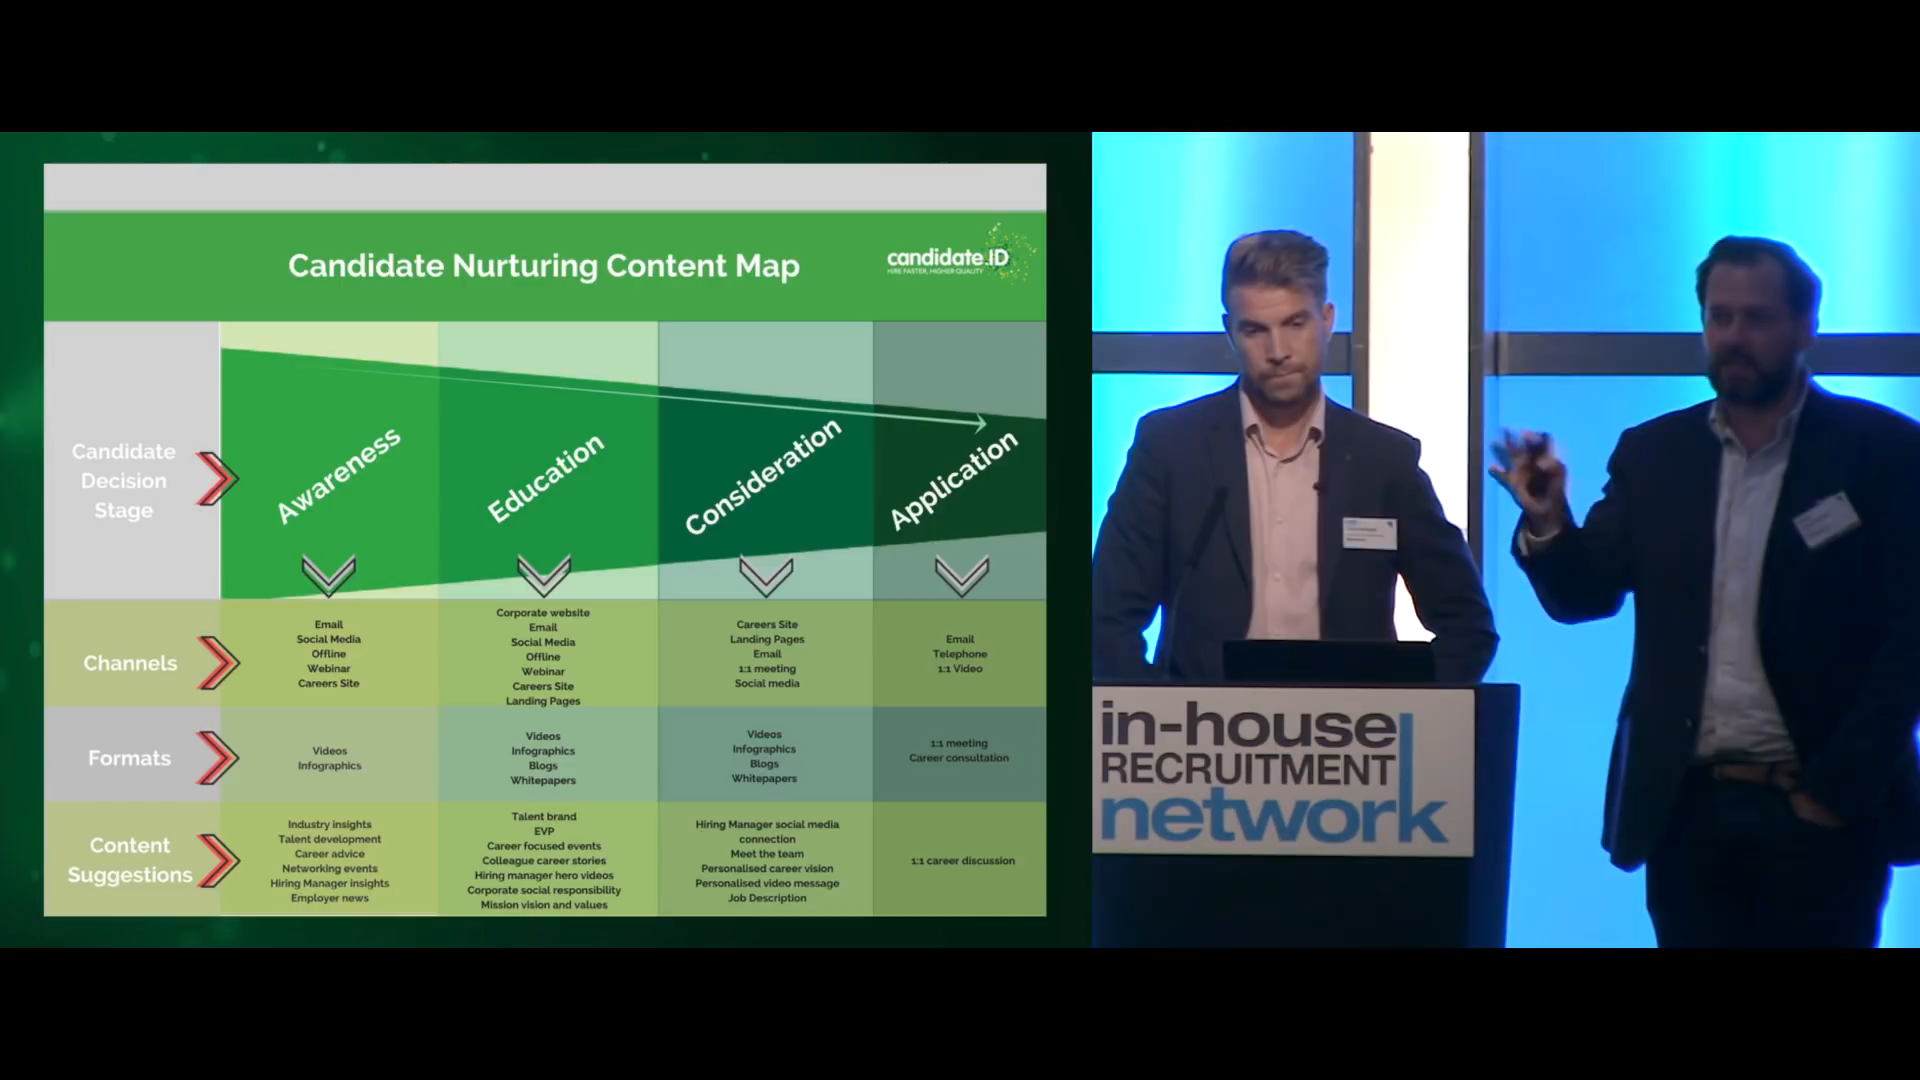 Candidate Nurturing Content Map
candidate.ID
HIRE FASTER, HIGHER QUALITY
Candidate
Decision
Stage
Awareness
Education
Consideration
Application
Channels
Email
Social Media
Offline
Webinar
Careers Site
Corporate website
Email
Social Media
Offline
Webinar
Careers Site
Landing Pages
Careers Site
Landing Pages
Email
1:1 meeting
Social media
Email
Telephone
1:1 Video
Formats
Videos
Infographics
Videos
Infographics
Blogs
Whitepapers
Videos
Infographics
Blogs
Whitepapers
1:1 meeting
Career consultation
Content
Suggestions
Industry insights
Talent development
Career advice
Networking events
Hiring Manager insights
Employer news
Talent brand
EVP
Career focused events
Colleague career stories
Hiring manager hero videos
Corporate social responsibility
Mission vision and values
Hiring Manager social media
connection
Meet the team
Personalised career vision
Personalised video message
Job Description
1:1 career discussion
in-house
RECRUITMENT
network